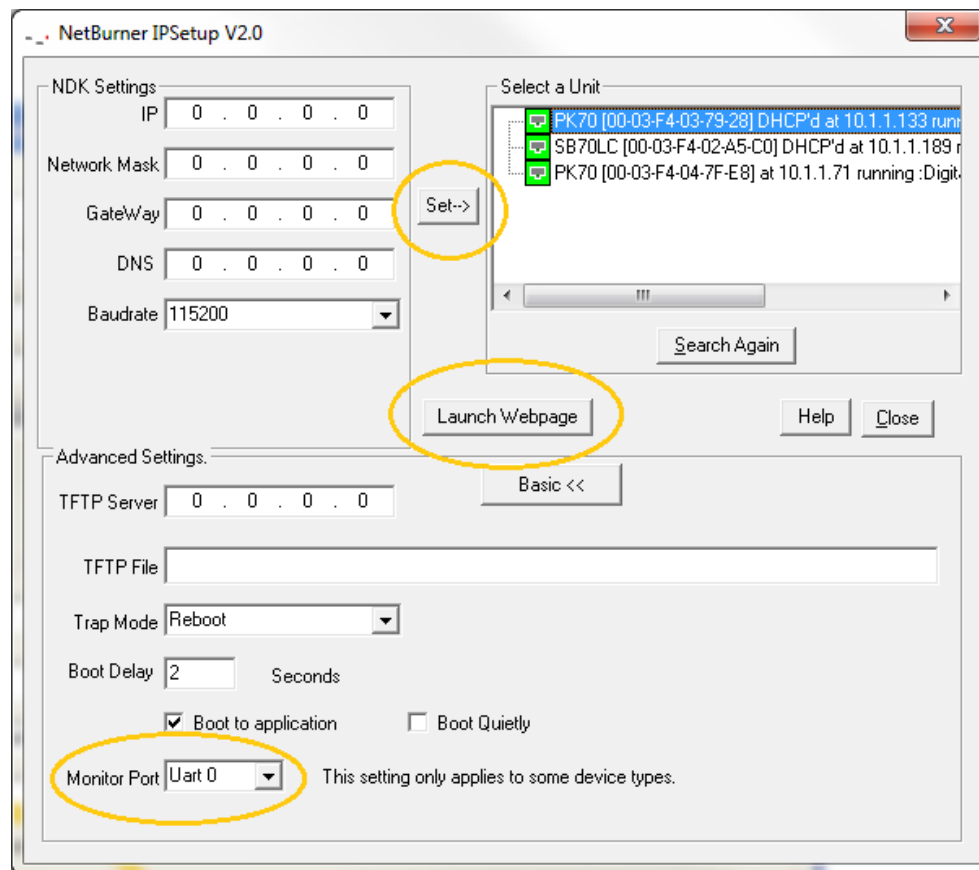 NetBurner IPSetup V2.0
NDK Settings
IP 0 . 0 . 0 . 0
Network Mask 0 . 0 . 0 . 0
GateWay 0 . 0 . 0 . 0
DNS 0 . 0 . 0 . 0
Baudrate 115200
Set-->
Select a Unit
PK70 [00-03-F4-03-79-28] DHCP'd at 10.1.1.133
SB70LC [00-03-F4-02-A5-C0] DHCP'd at 10.1.1.189
PK70 [00-03-F4-04-7F-E8] at 10.1.1.71 running :Digit
Search Again
Launch Webpage
Help
Close
Advanced Settings.
Basic <<
TFTP Server 0 . 0 . 0 . 0
TFTP File
Trap Mode Reboot
Boot Delay 2 Seconds
Boot to application
Boot Quietly
Monitor Port Uart 0
This setting only applies to some device types.